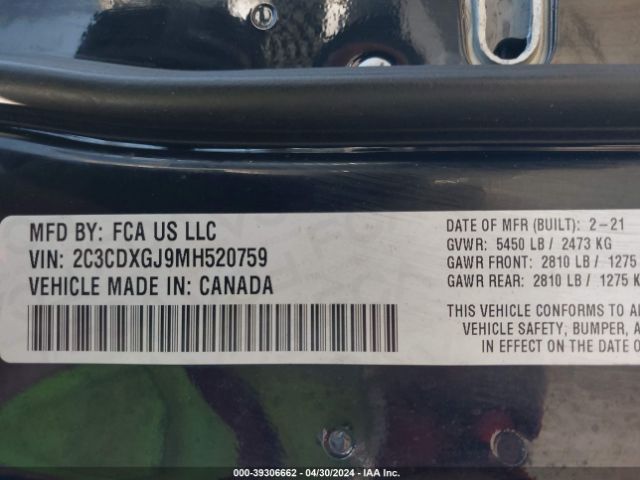 MFD BY: FCA US LLC
VIN: 2C3CDXGJ9MH520759
VEHICLE MADE IN: CANADA
DATE OF MFR (BUILT): 2-21
GVWR: 5450 LB / 2473 KG
GAWR FRONT: 2810 LB / 1275
GAWR REAR: 2810 LB / 1275 K
THIS VEHICLE CONFORMS TO
VEHICLE SAFETY, BUMPER,
IN EFFECT ON THE DATE O
000-39306662 - 04/30/2024 - IAA Inc.